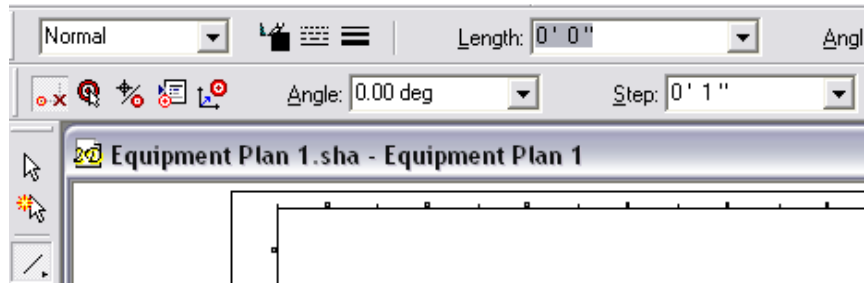 Normal Length: 0 ' 0 " Angl
Angle: 0.00 deg Step: 0 ' 1 "
2D Equipment Plan 1.sha - Equipment Plan 1